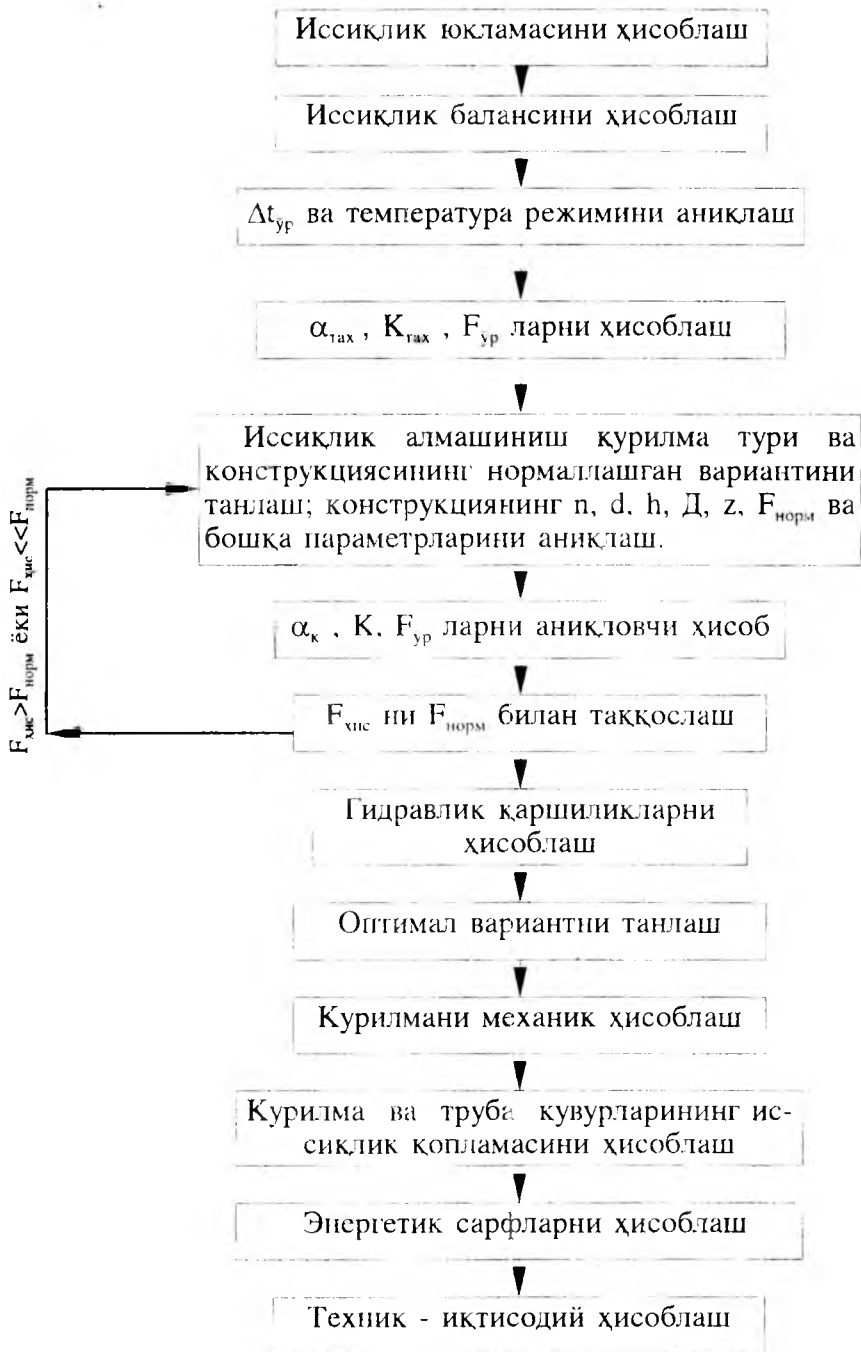 Иссиқлик юкламасини ҳисоблаш
Иссиқлик балансини ҳисоблаш
Δtўр ва температура режимини аниқлаш
αтах , Kтах , Fўр ларни ҳисоблаш
Иссиқлик алмашиниш қурилма тури ва
конструкциясининг нормаллашган вариантини
танлаш; конструкциянинг n, d, h, Д, z, Fнорм ва
бошқа параметрларини аниқлаш.
Fҳис>Fнорм ёки Fҳис<<Fнорм
αк , K, Fур ларни аниқловчи ҳисоб
Fҳис ни Fнорм билан таққослаш
Гидравлик қаршиликларни
ҳисоблаш
Оптимал вариантни танлаш
Курилмани механик ҳисоблаш
Курилма ва труба қувурларининг ис-
сиқлик қопламасини ҳисоблаш
Энергетик сарфларни ҳисоблаш
Техник - иқтисодий ҳисоблаш